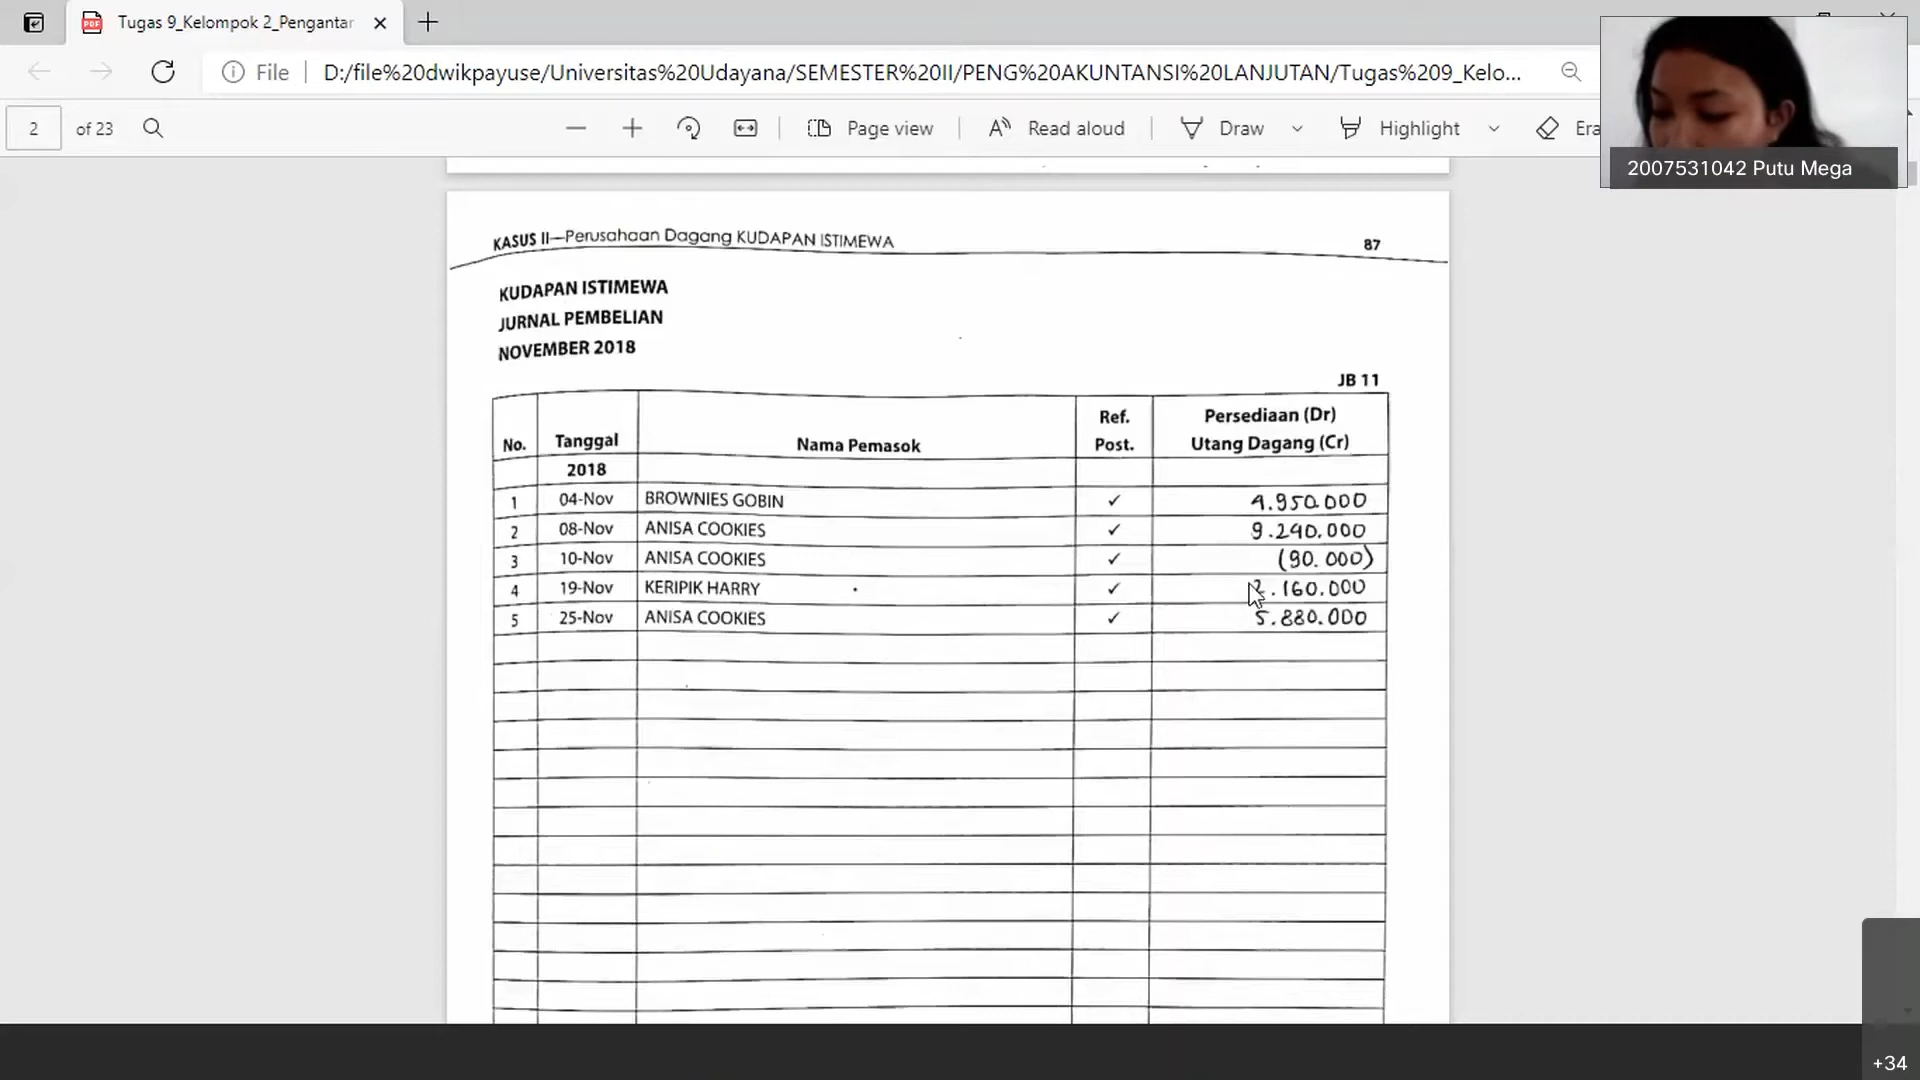 Tugas 9_Kelompok 2_Pengantar
File
D:/file%20dwikpayuse/Universitas%20Udayana/SEMESTER%20II/PENG%20AKUNTANSI%20LANJUTAN/Tugas%209_Kelo...
2 of 23
Page view
Read aloud
Draw
Highlight
Era
2007531042 Putu Mega
KASUS II—Perusahaan Dagang KUDAPAN ISTIMEWA 87
KUDAPAN ISTIMEWA
JURNAL PEMBELIAN
NOVEMBER 2018
JB 11
No. Tanggal Nama Pemasok Ref. Post. Persediaan (Dr) Utang Dagang (Cr)
2018
1 04-Nov BROWNIES GOBIN ✓ 4.950.000
2 08-Nov ANISA COOKIES ✓ 9.240.000
3 10-Nov ANISA COOKIES ✓ (90.000)
4 19-Nov KERIPIK HARRY ✓ .160.000
5 25-Nov ANISA COOKIES ✓ 5.880.000
+34